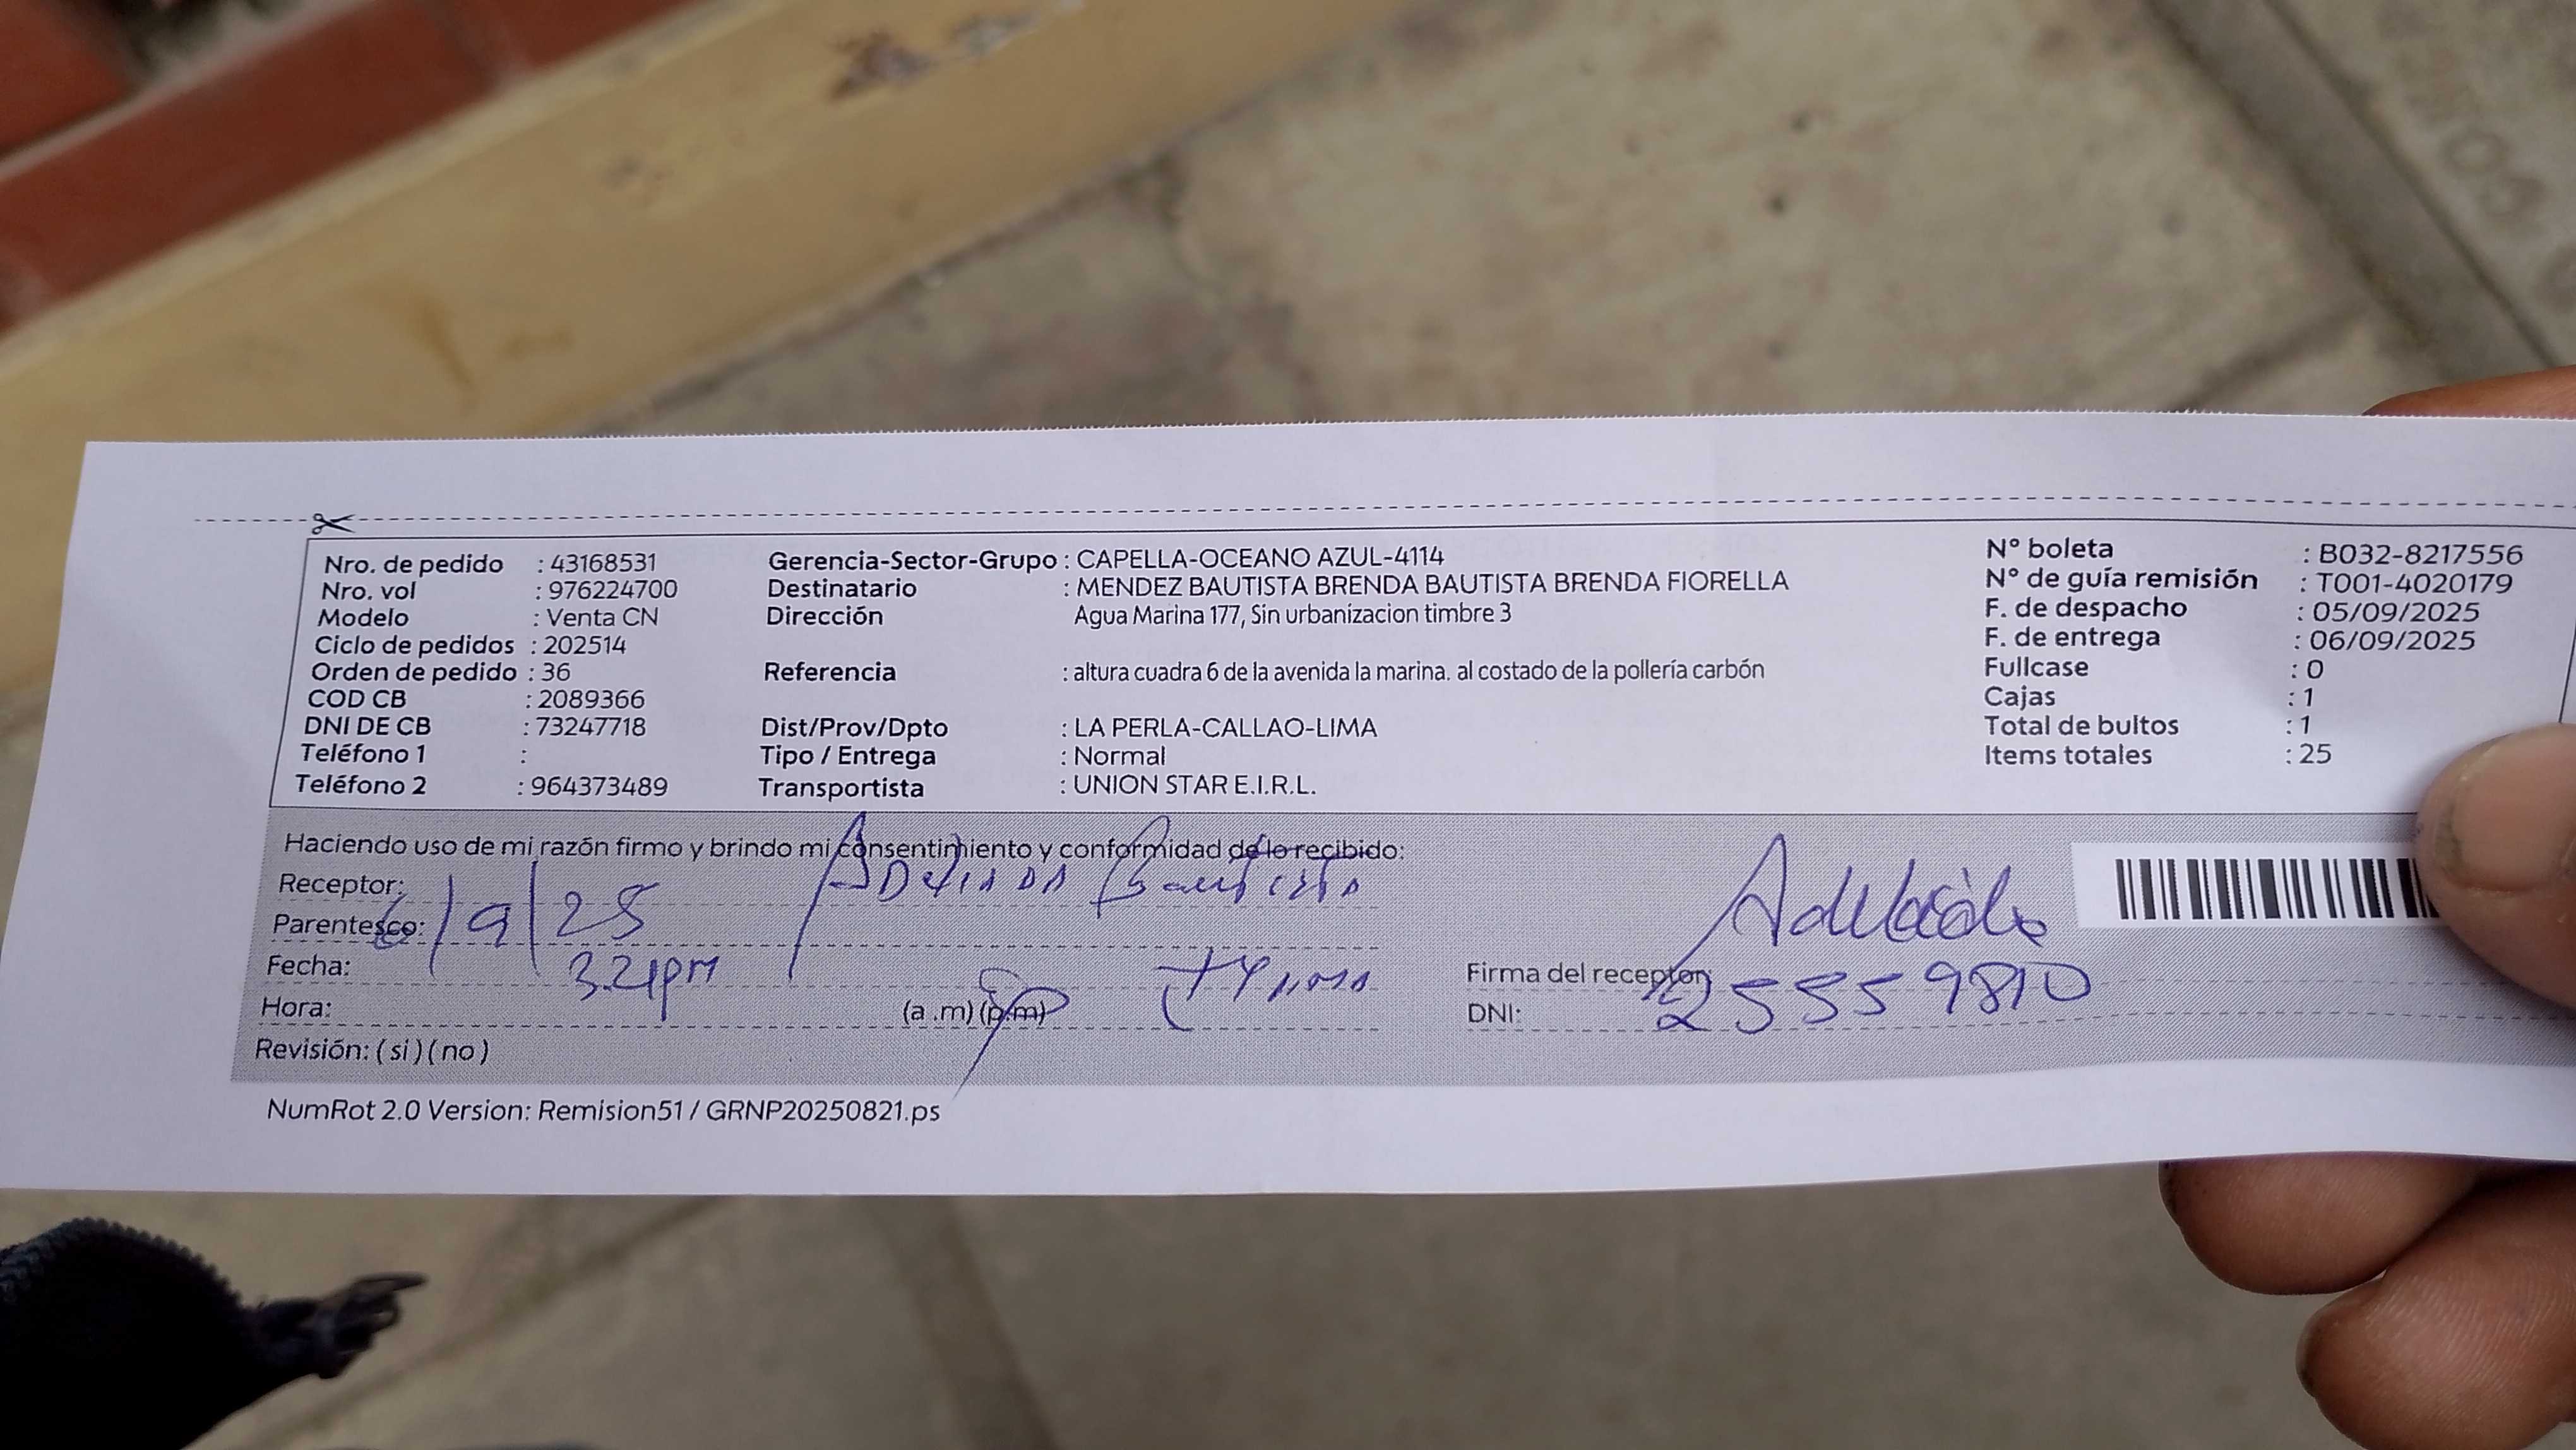 Nro. de pedido : 43168531
Nro. vol : 976224700
Modelo : Venta CN
Ciclo de pedidos : 202514
Orden de pedido : 36
COD CB : 2089366
DNI DE CB : 73247718
Teléfono 1 :
Teléfono 2 : 964373489
Gerencia-Sector-Grupo : CAPELLA-OCEANO AZUL-4114
Destinatario : MENDEZ BAUTISTA BRENDA BAUTISTA BRENDA FIORELLA
Dirección Agua Marina 177, Sin urbanizacion timbre 3
Referencia : altura cuadra 6 de la avenida la marina. al costado de la pollería carbón
Dist/Prov/Dpto : LA PERLA-CALLAO-LIMA
Tipo / Entrega : Normal
Transportista : UNION STAR E.I.R.L.
N° boleta : B032-8217556
N° de guía remisión : T001-4020179
F. de despacho : 05/09/2025
F. de entrega : 06/09/2025
Fullcase : 0
Cajas : 1
Total de bultos : 1
Items totales : 25
Haciendo uso de mi razón firmo y brindo mi consentimiento y conformidad de lo recibido:
Receptor: Bautista
Parentesco: 6/9/25
Fecha: 3.21pm
Hora: (a .m) (p.m)
Revisión: ( si ) ( no )
Firma del receptor:
DNI: 25559810
NumRot 2.0 Version: Remision51 / GRNP20250821.ps